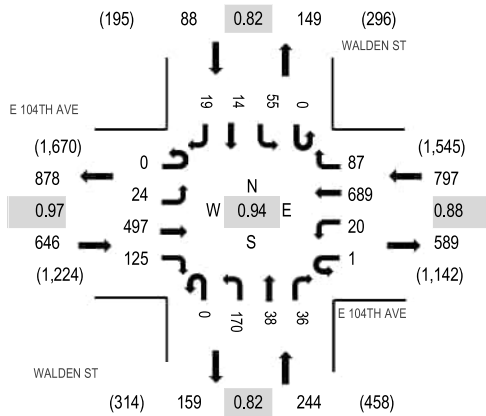 (195) 88 0.82 149 (296)
WALDEN ST
E 104TH AVE
19 14 55 0
(1,670) 0 87 (1,545)
878 24 N 689 797
0.97 W 0.94 E 0.88
646 497 S 20 589
(1,224) 125 1 (1,142)
0 170 38 36
E 104TH AVE
WALDEN ST
(314) 159 0.82 244 (458)